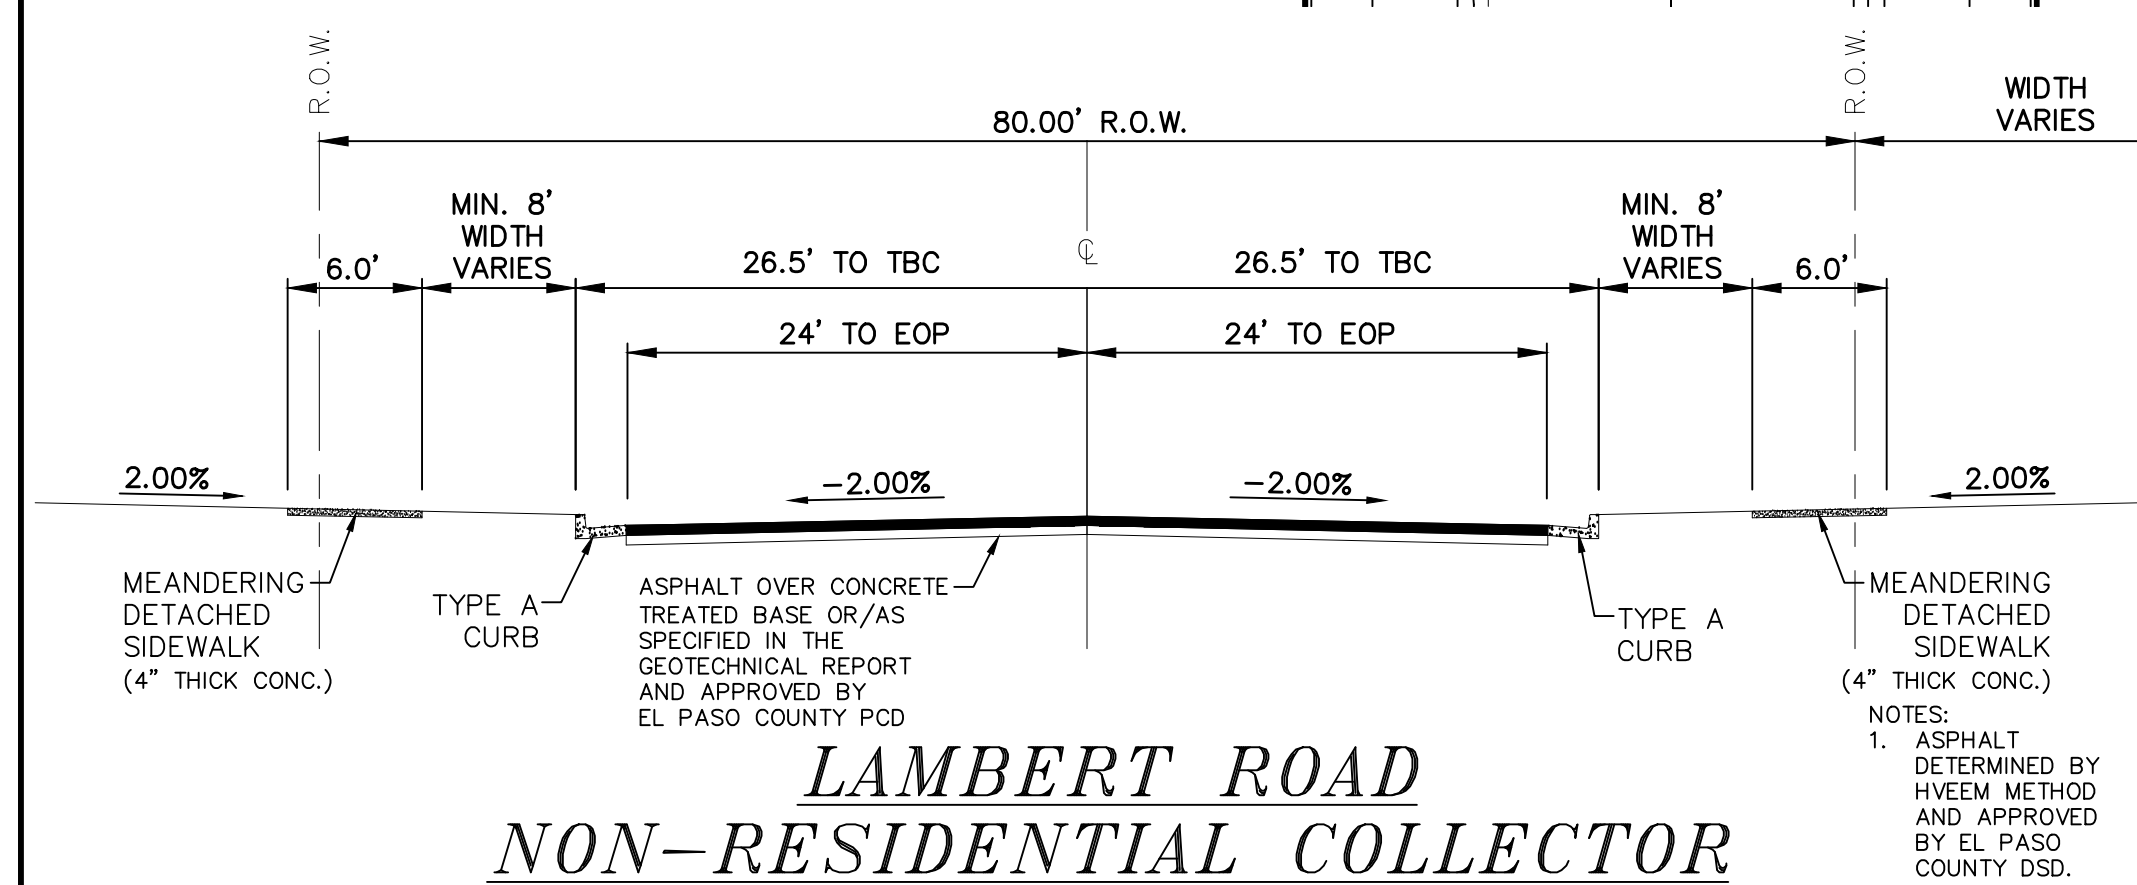 R.O.W.
R.O.W.
WIDTH
VARIES
80.00' R.O.W.
MIN. 8'
WIDTH
VARIES
MIN. 8'
WIDTH
VARIES
6.0'
26.5' TO TBC
℄
26.5' TO TBC
6.0'
24' TO EOP
24' TO EOP
2.00%
-2.00%
-2.00%
2.00%
MEANDERING
DETACHED
SIDEWALK
(4" THICK CONC.)
TYPE A
CURB
ASPHALT OVER CONCRETE
TREATED BASE OR/AS
SPECIFIED IN THE
GEOTECHNICAL REPORT
AND APPROVED BY
EL PASO COUNTY PCD
TYPE A
CURB
MEANDERING
DETACHED
SIDEWALK
(4" THICK CONC.)
NOTES:
1. ASPHALT
DETERMINED BY
HVEEM METHOD
AND APPROVED
BY EL PASO
COUNTY DSD.
LAMBERT ROAD
NON-RESIDENTIAL COLLECTOR